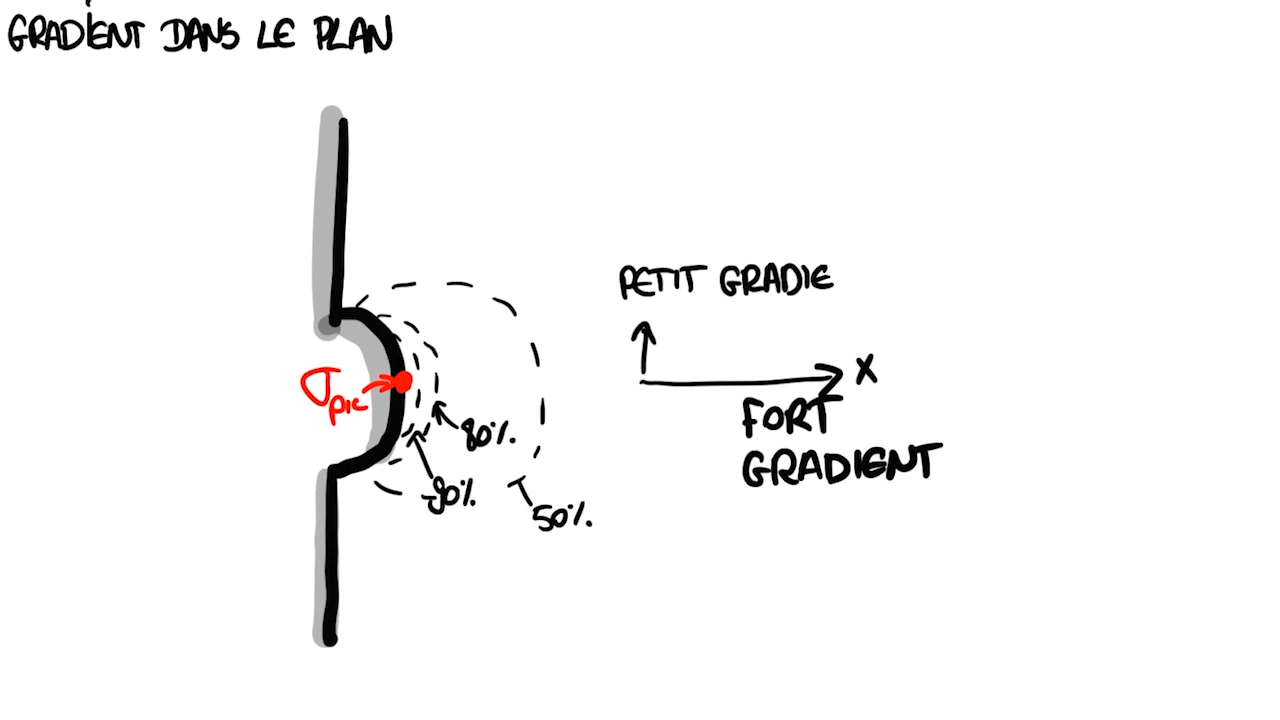 GRADIENT DANS LE PLAN
PETIT GRADIE
X
FORT
GRADIENT
σpic
80%
90%
50%